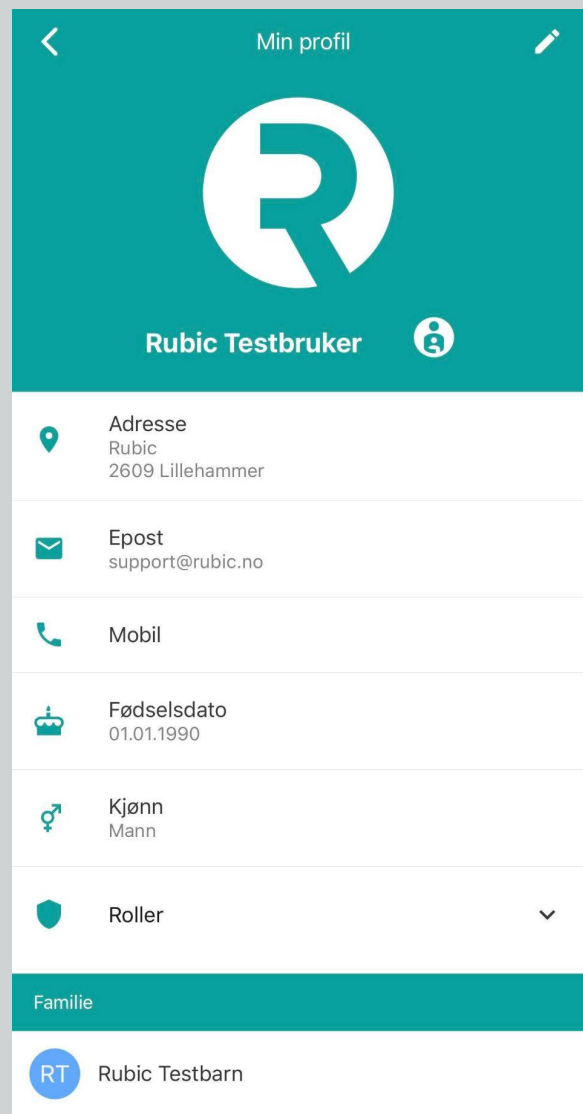 Min profil
R
Rubic Testbruker
Adresse
Rubic
2609 Lillehammer
Epost
support@rubic.no
Mobil
Fødselsdato
01.01.1990
Kjønn
Mann
Roller
Familie
RT
Rubic Testbarn